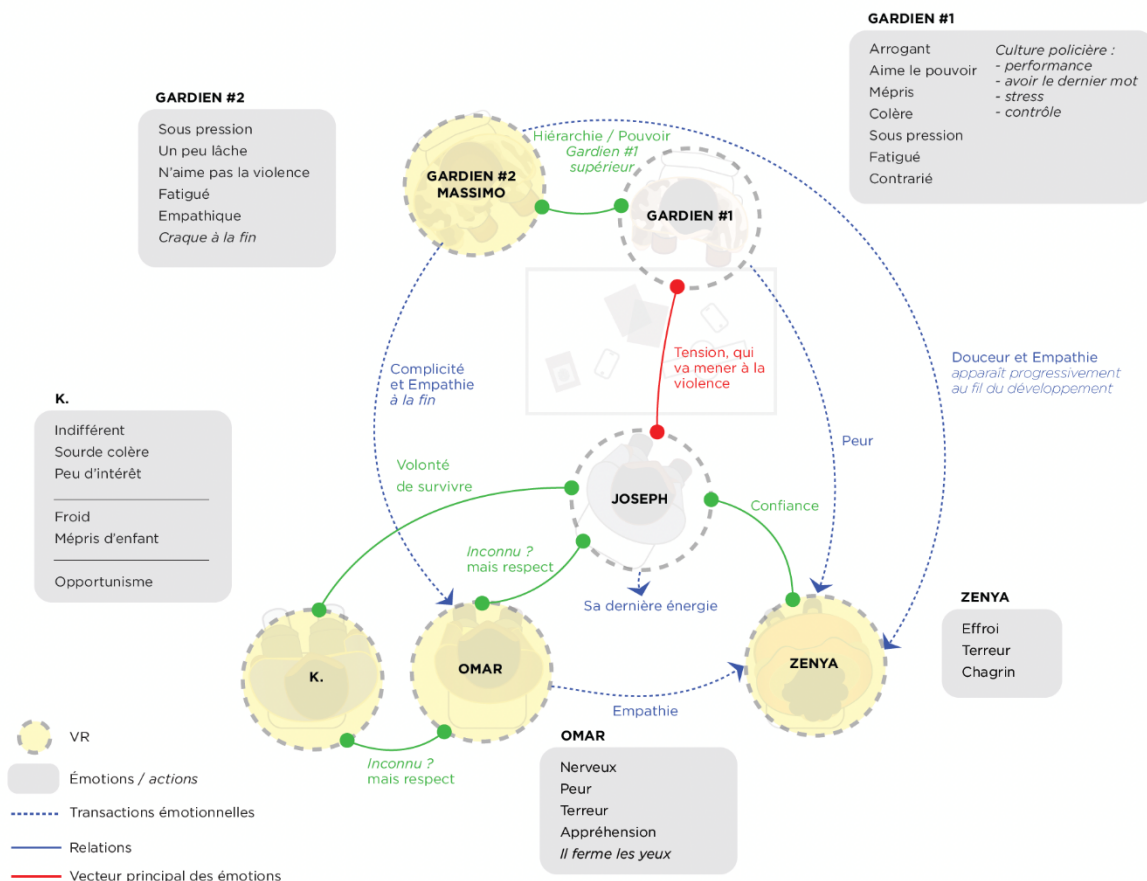 GARDIEN #1
Arrogant
Aime le pouvoir
Mépris
Colère
Sous pression
Fatigué
Contrarié
Culture policière :
- performance
- avoir le dernier mot
- stress
- contrôle
GARDIEN #2
Sous pression
Un peu lâche
N'aime pas la violence
Fatigué
Empathique
Craque à la fin
GARDIEN #2
MASSIMO
Hiérarchie / Pouvoir
Gardien #1
supérieur
GARDIEN #1
Tension, qui
va mener à la
violence
Complicité
et Empathie
à la fin
Douceur et Empathie
apparaît progressivement
au fil du développement
Peur
K.
Indifférent
Sourde colère
Peu d'intérêt
Froid
Mépris d'enfant
Opportunisme
Volonté
de survivre
JOSEPH
Confiance
Inconnu ?
mais respect
Sa dernière énergie
ZENYA
Effroi
Terreur
Chagrin
K.
OMAR
ZENYA
Empathie
Inconnu ?
mais respect
OMAR
Nerveux
Peur
Terreur
Appréhension
Il ferme les yeux
VR
Émotions / actions
Transactions émotionnelles
Relations
Vecteur principal des émotions